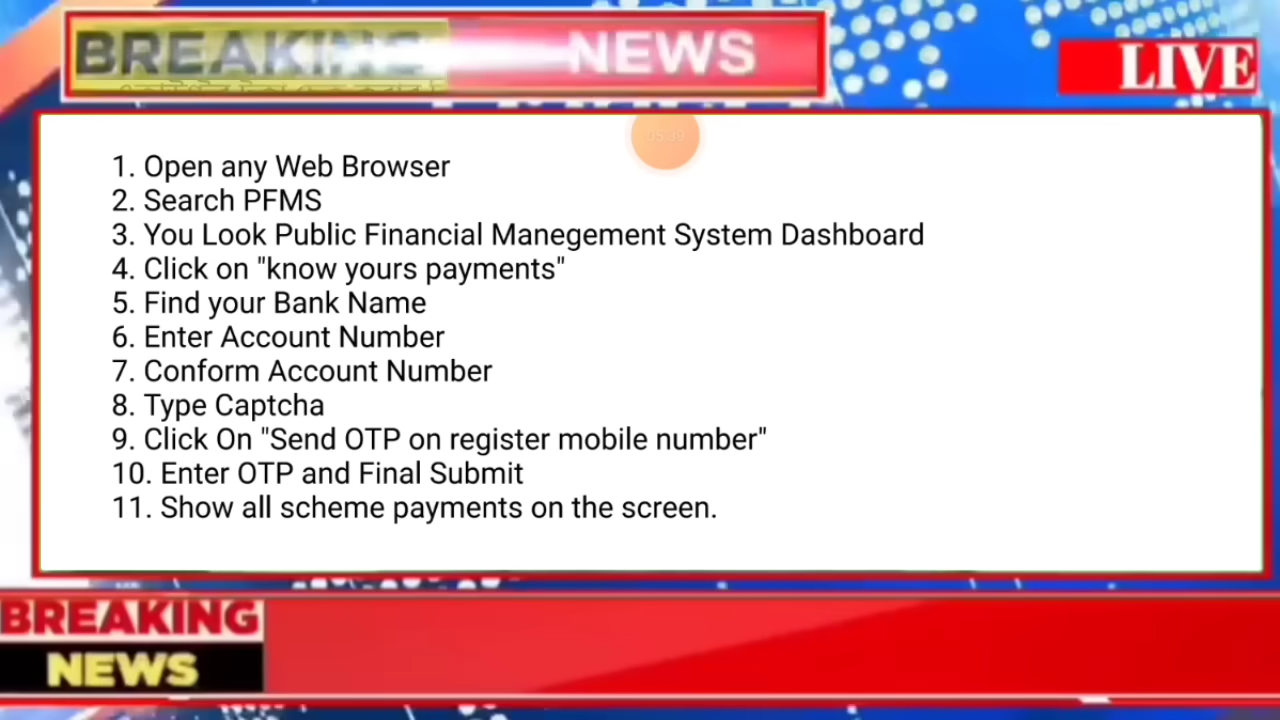 BREAKING NEWS
LIVE
1. Open any Web Browser
2. Search PFMS
3. You Look Public Financial Manegement System Dashboard
4. Click on "know yours payments"
5. Find your Bank Name
6. Enter Account Number
7. Conform Account Number
8. Type Captcha
9. Click On "Send OTP on register mobile number"
10. Enter OTP and Final Submit
11. Show all scheme payments on the screen.
BREAKING
NEWS